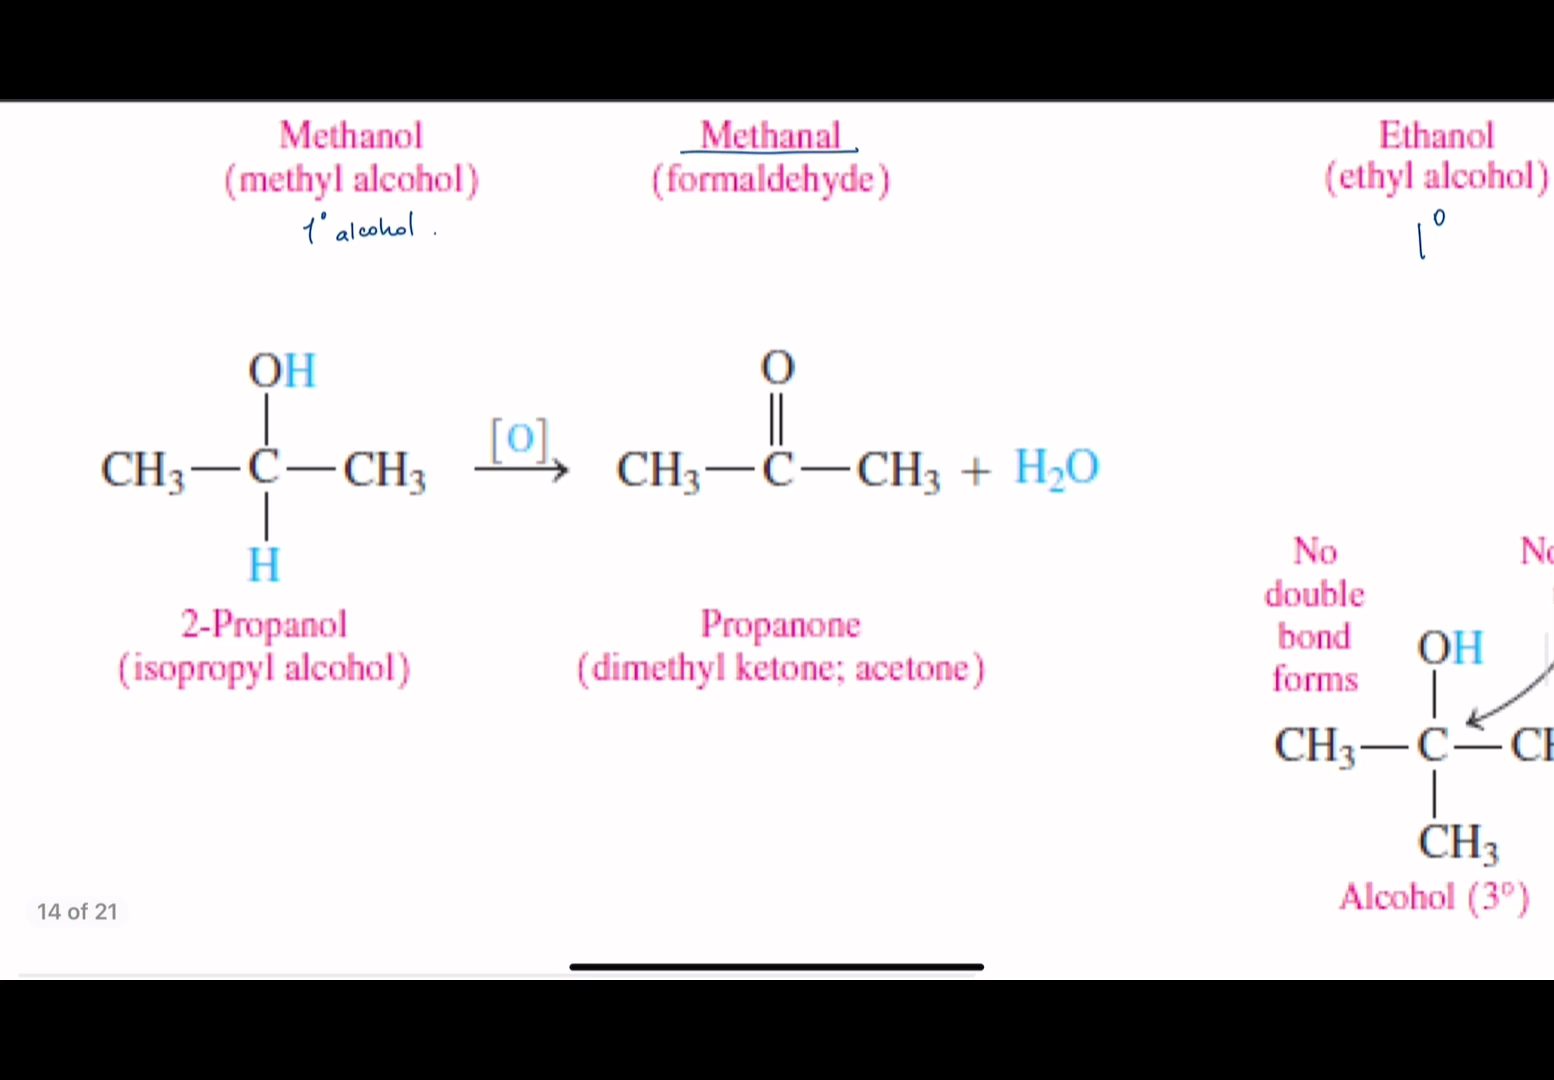 Methanol
(methyl alcohol)
1° alcohol .
Methanal
(formaldehyde)
Ethanol
(ethyl alcohol)
1°
OH
CH₃—C—CH₃
H
[O]
O
CH₃—C—CH₃ + H₂O
2-Propanol
(isopropyl alcohol)
Propanone
(dimethyl ketone; acetone)
No
double
bond
forms
OH
CH₃—C—
CH₃
Alcohol (3°)
14 of 21